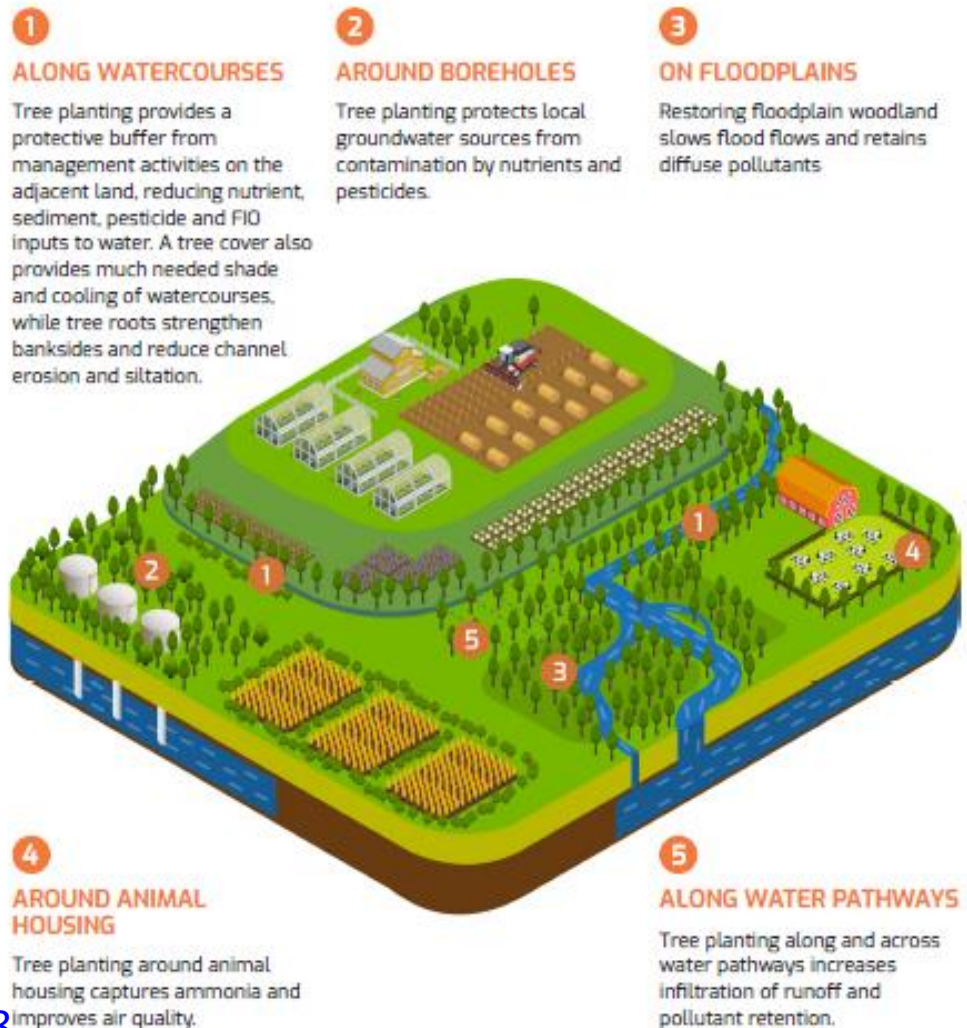 1
ALONG WATERCOURSES
Tree planting provides a
protective buffer from
management activities on the
adjacent land, reducing nutrient,
sediment, pesticide and FIO
inputs to water. A tree cover also
provides much needed shade
and cooling of watercourses,
while tree roots strengthen
banksides and reduce channel
erosion and siltation.
2
AROUND BOREHOLES
Tree planting protects local
groundwater sources from
contamination by nutrients and
pesticides.
3
ON FLOODPLAINS
Restoring floodplain woodland
slows flood flows and retains
diffuse pollutants
1
4
2
1
5
3
4
AROUND ANIMAL
HOUSING
Tree planting around animal
housing captures ammonia and
improves air quality.
5
ALONG WATER PATHWAYS
Tree planting along and across
water pathways increases
infiltration of runoff and
pollutant retention.